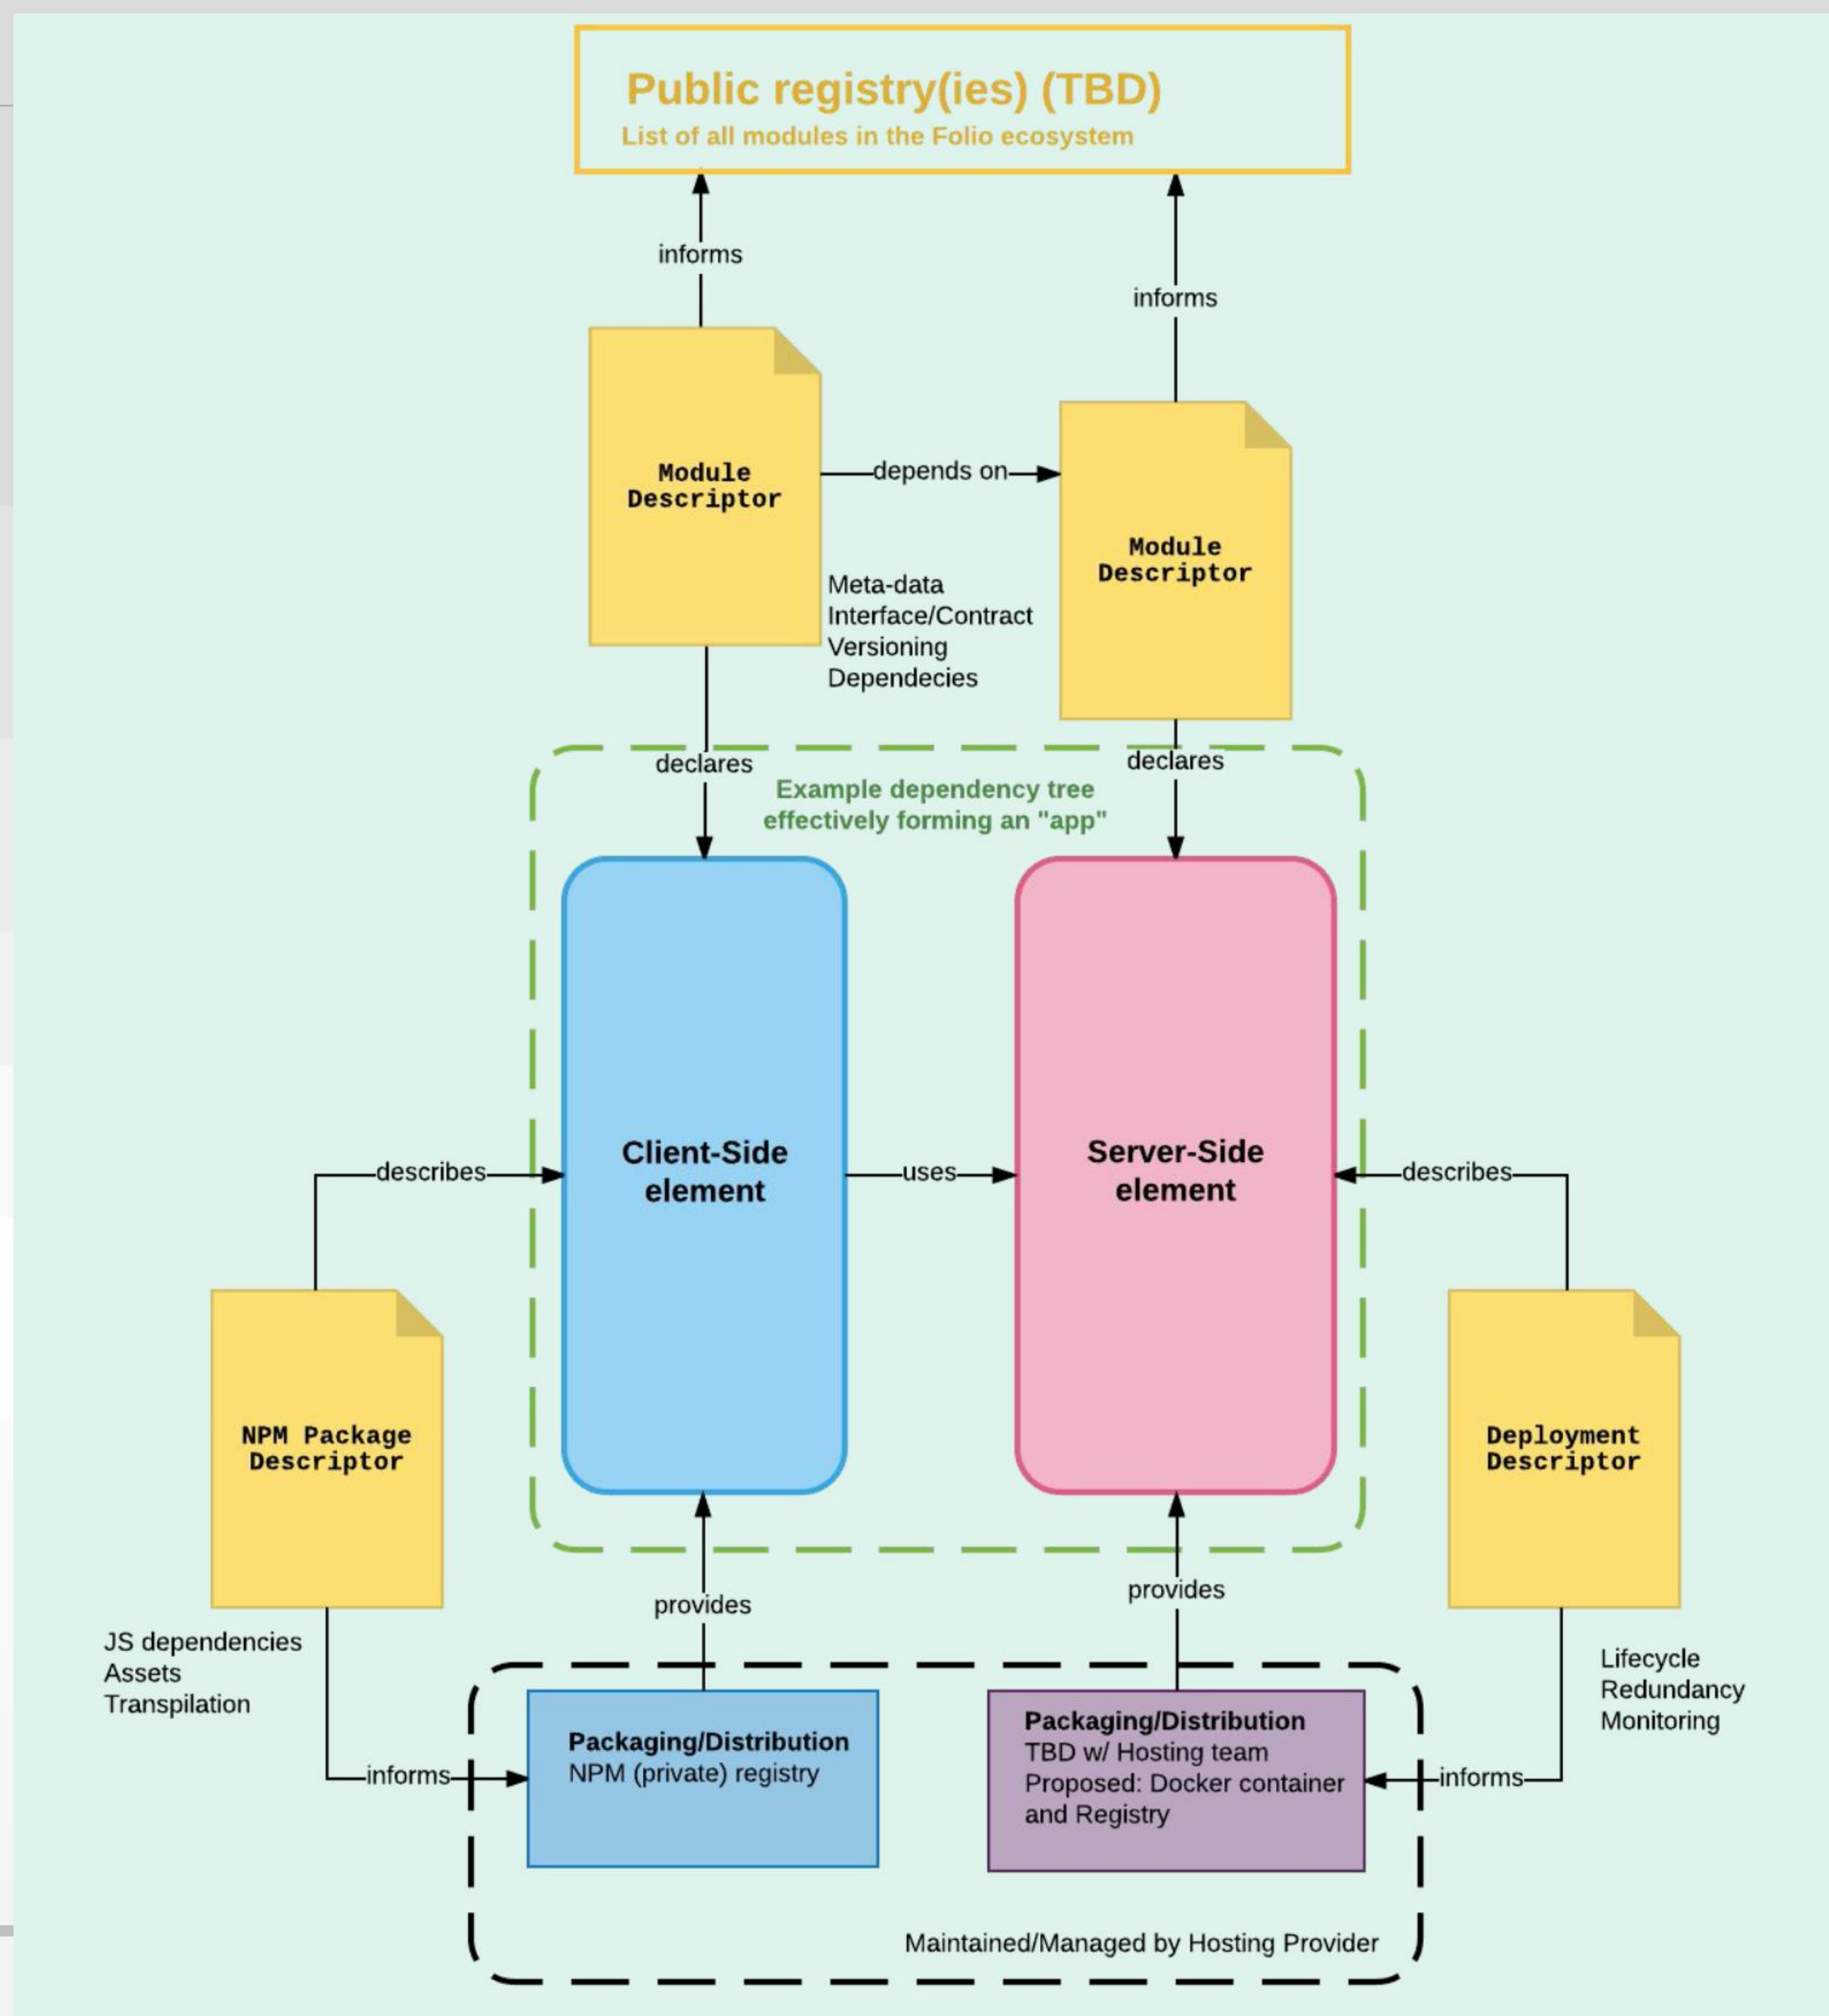 Public registry(ies) (TBD)
List of all modules in the Folio ecosystem
informs
informs
Module
Descriptor
depends on
Module
Descriptor
Meta-data
Interface/Contract
Versioning
Dependecies
declares
declares
Example dependency tree
effectively forming an "app"
Client-Side
element
Server-Side
element
describes
uses
describes
NPM Package
Descriptor
Deployment
Descriptor
provides
provides
JS dependencies
Assets
Transpilation
Lifecycle
Redundancy
Monitoring
informs
Packaging/Distribution
NPM (private) registry
Packaging/Distribution
TBD w/ Hosting team
Proposed: Docker container
and Registry
informs
Maintained/Managed by Hosting Provider